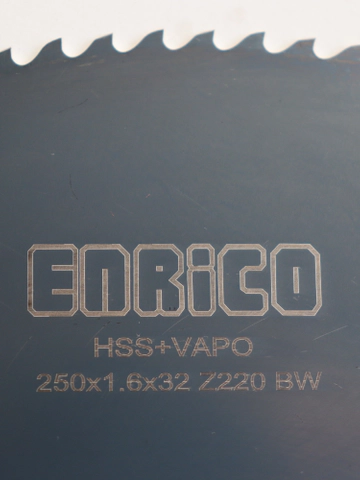 ENRiCO
HSS+VAPO
250x1.6x32 Z220 BW